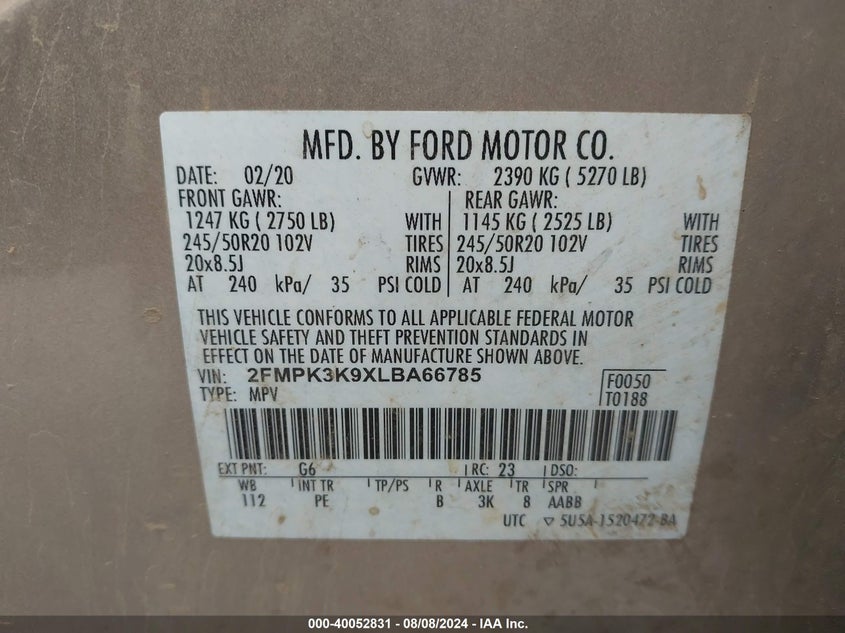 MFD. BY FORD MOTOR CO.
DATE: 02/20 GVWR: 2390 KG ( 5270 LB)
FRONT GAWR: REAR GAWR:
1247 KG ( 2750 LB) WITH 1145 KG ( 2525 LB) WITH
245/50R20 102V TIRES 245/50R20 102V TIRES
20x8.5J RIMS 20x8.5J RIMS
AT 240 kPa/ 35 PSI COLD AT 240 kPa/ 35 PSI COLD
THIS VEHICLE CONFORMS TO ALL APPLICABLE FEDERAL MOTOR
VEHICLE SAFETY AND THEFT PREVENTION STANDARDS IN
EFFECT ON THE DATE OF MANUFACTURE SHOWN ABOVE.
VIN: 2FMPK3K9XLBA66785 F0050
TYPE: MPV T0188
EXT PNT: G6 RC: 23 DSO:
WB INT TR TP/PS R AXLE TR SPR
112 PE B 3K 8 AABB
UTC ▽ 5U5A-1520472-BA
000-40052831 - 08/08/2024 - IAA Inc.